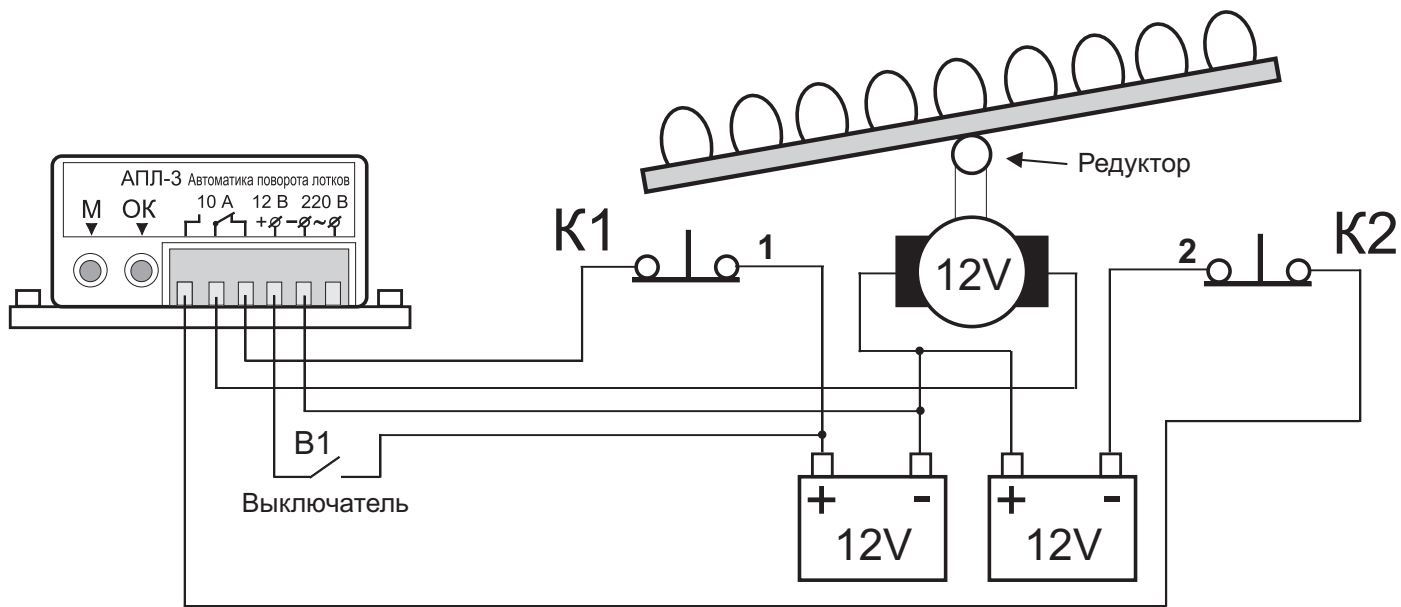 АПЛ-3 Автоматика поворота лотков
М ОК 10 А 12 В 220 В
+ − ~
Редуктор
К1
1
12V
2
К2
В1
Выключатель
+ -
12V
+ -
12V